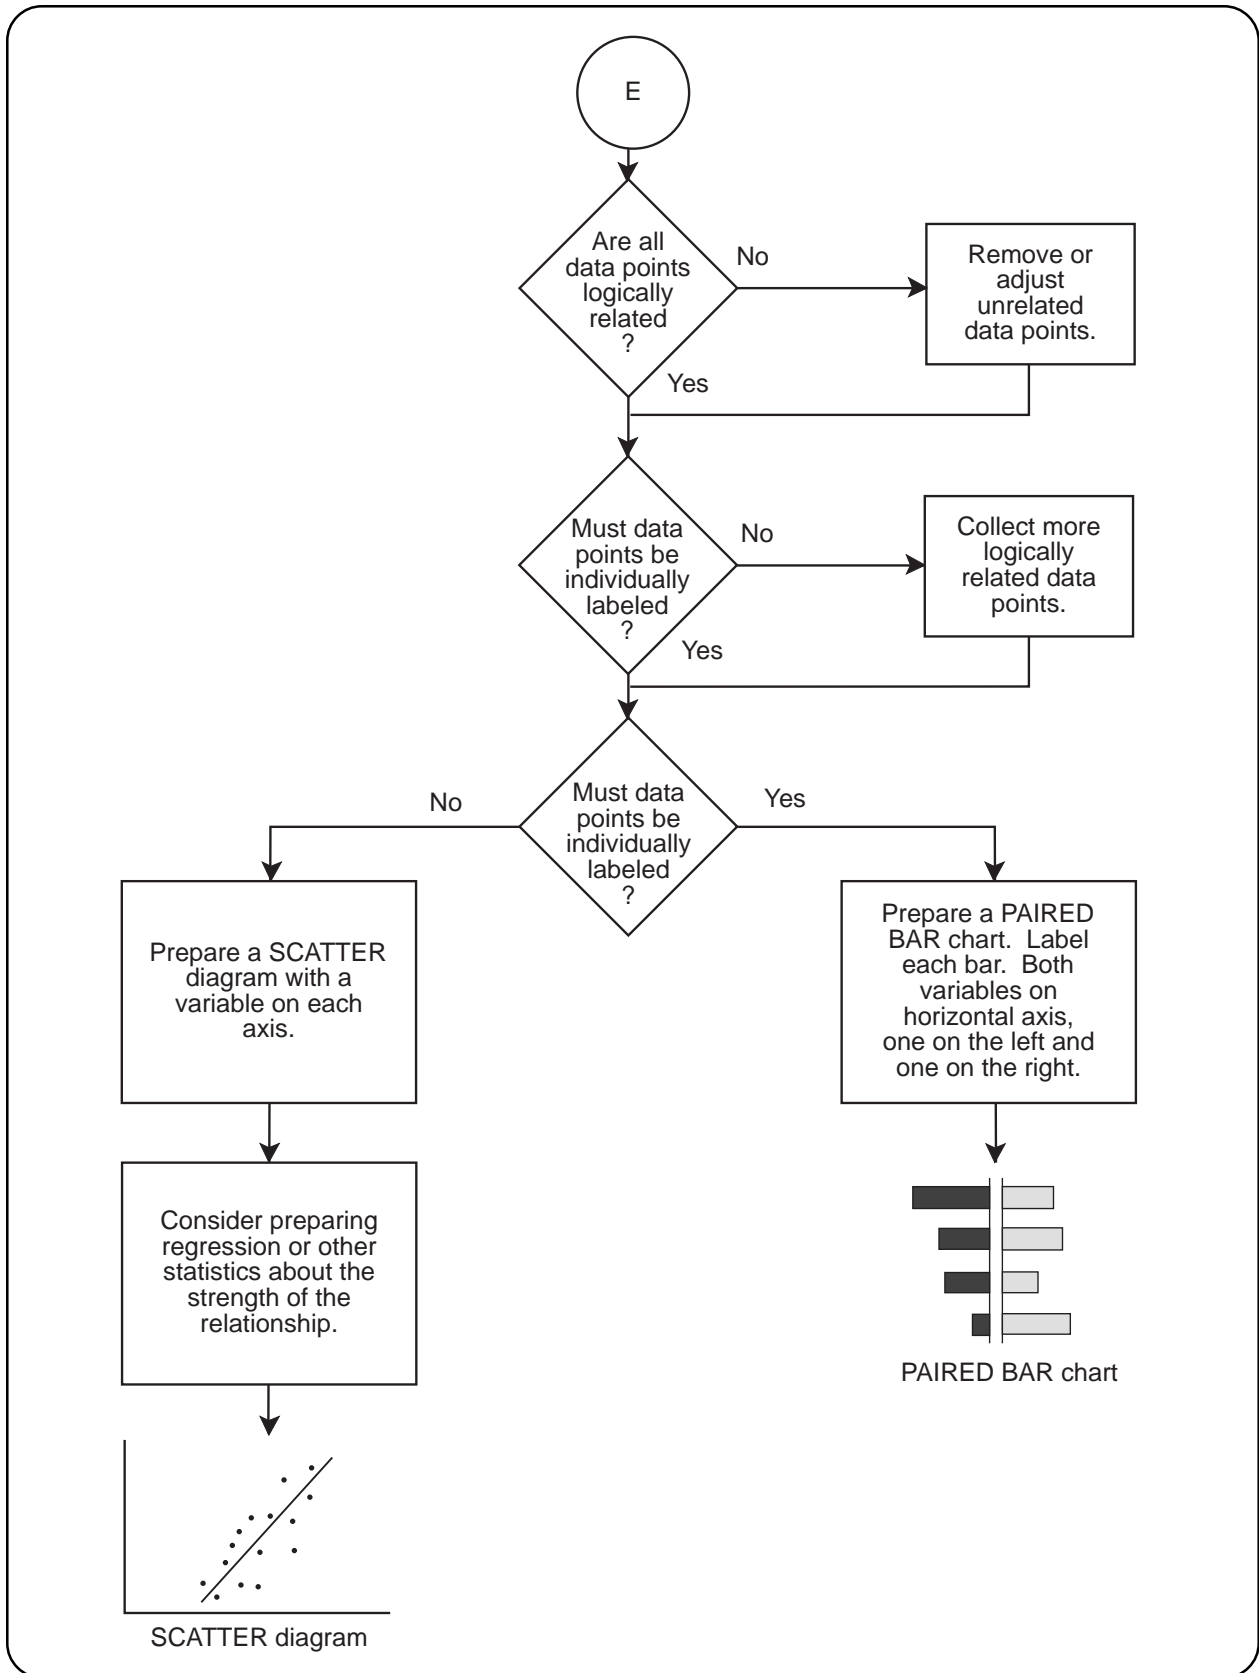 E
Are all
data points
logically
related
?
No
Remove or
adjust
unrelated
data points.
Yes
Must data
points be
individually
labeled
?
No
Collect more
logically
related data
points.
Yes
Must data
points be
individually
labeled
?
No
Yes
Prepare a SCATTER
diagram with a
variable on each
axis.
Prepare a PAIRED
BAR chart.  Label
each bar.  Both
variables on
horizontal axis,
one on the left and
one on the right.
Consider preparing
regression or other
statistics about the
strength of the
relationship.
PAIRED BAR chart
SCATTER diagram